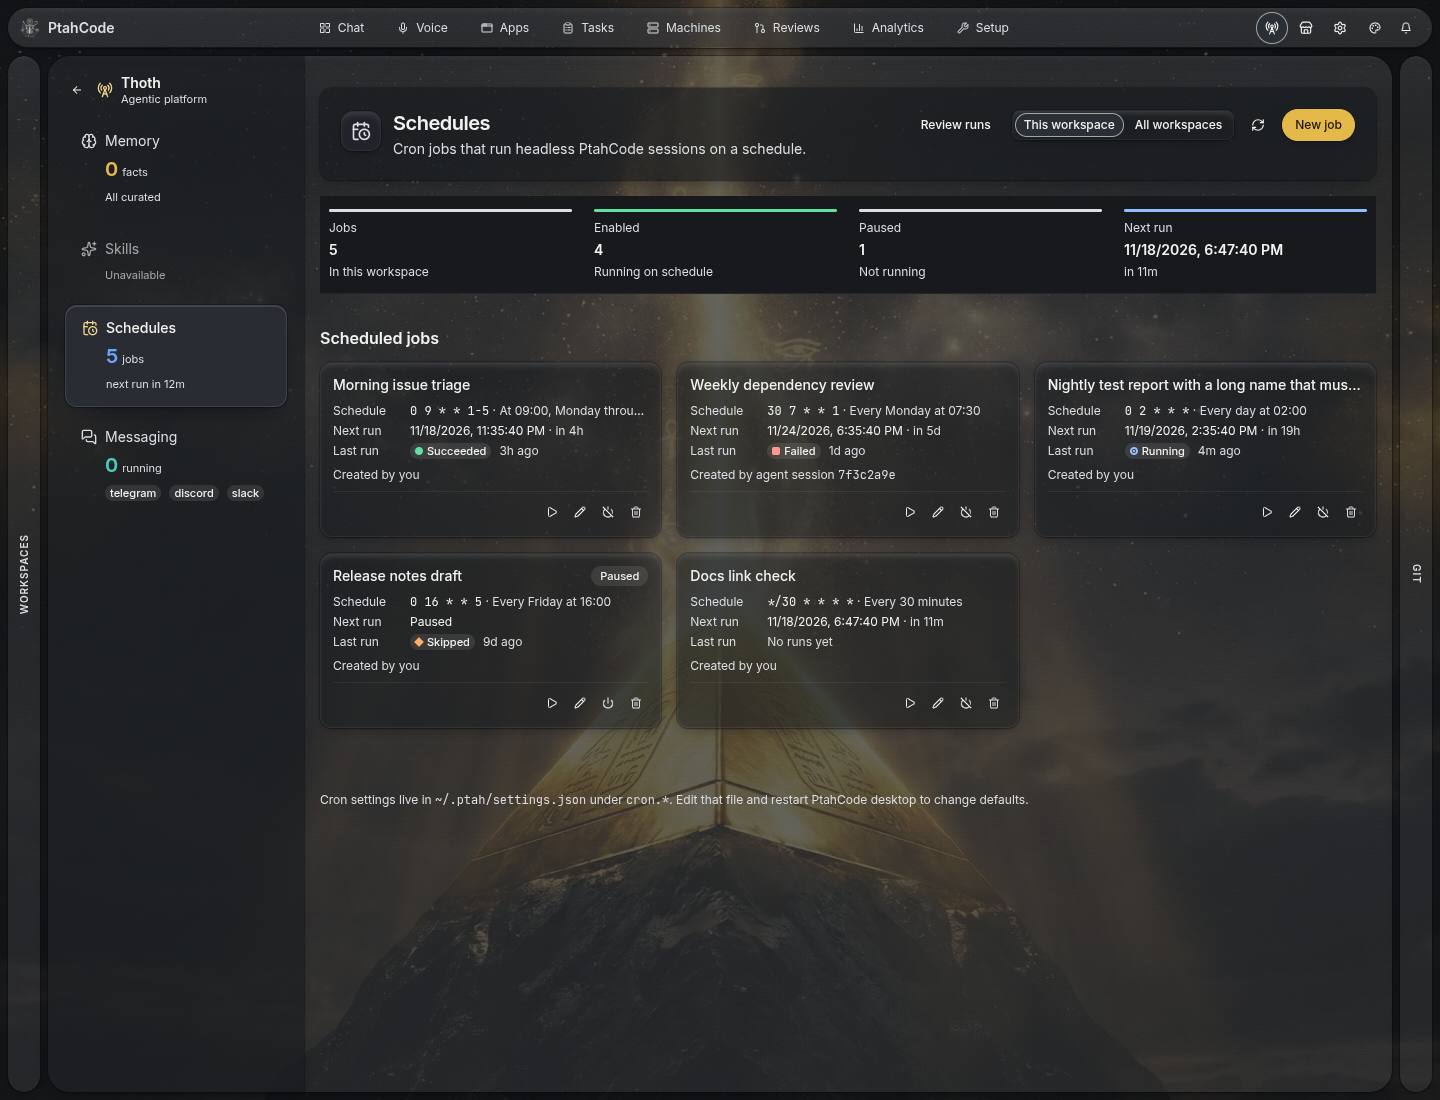 PtahCode
Chat
Voice
Apps
Tasks
Machines
Reviews
Analytics
Setup
WORKSPACES
Thoth
Agentic platform
Memory
0 facts
All curated
Skills
Unavailable
Schedules
5 jobs
next run in 12m
Messaging
0 running
telegram discord slack
Schedules
Cron jobs that run headless PtahCode sessions on a schedule.
Review runs
This workspace
All workspaces
New job
Jobs
5
In this workspace
Enabled
4
Running on schedule
Paused
1
Not running
Next run
11/18/2026, 6:47:40 PM
in 11m
Scheduled jobs
Morning issue triage
Schedule 0 9 * * 1-5 · At 09:00, Monday throu...
Next run 11/18/2026, 11:35:40 PM · in 4h
Last run Succeeded 3h ago
Created by you
Weekly dependency review
Schedule 30 7 * * 1 · Every Monday at 07:30
Next run 11/24/2026, 6:35:40 PM · in 5d
Last run Failed 1d ago
Created by agent session 7f3c2a9e
Nightly test report with a long name that mus...
Schedule 0 2 * * * · Every day at 02:00
Next run 11/19/2026, 2:35:40 PM · in 19h
Last run Running 4m ago
Created by you
Release notes draft Paused
Schedule 0 16 * * 5 · Every Friday at 16:00
Next run Paused
Last run Skipped 9d ago
Created by you
Docs link check
Schedule */30 * * * * · Every 30 minutes
Next run 11/18/2026, 6:47:40 PM · in 11m
Last run No runs yet
Created by you
Cron settings live in ~/.ptah/settings.json under cron.*. Edit that file and restart PtahCode desktop to change defaults.
GIT